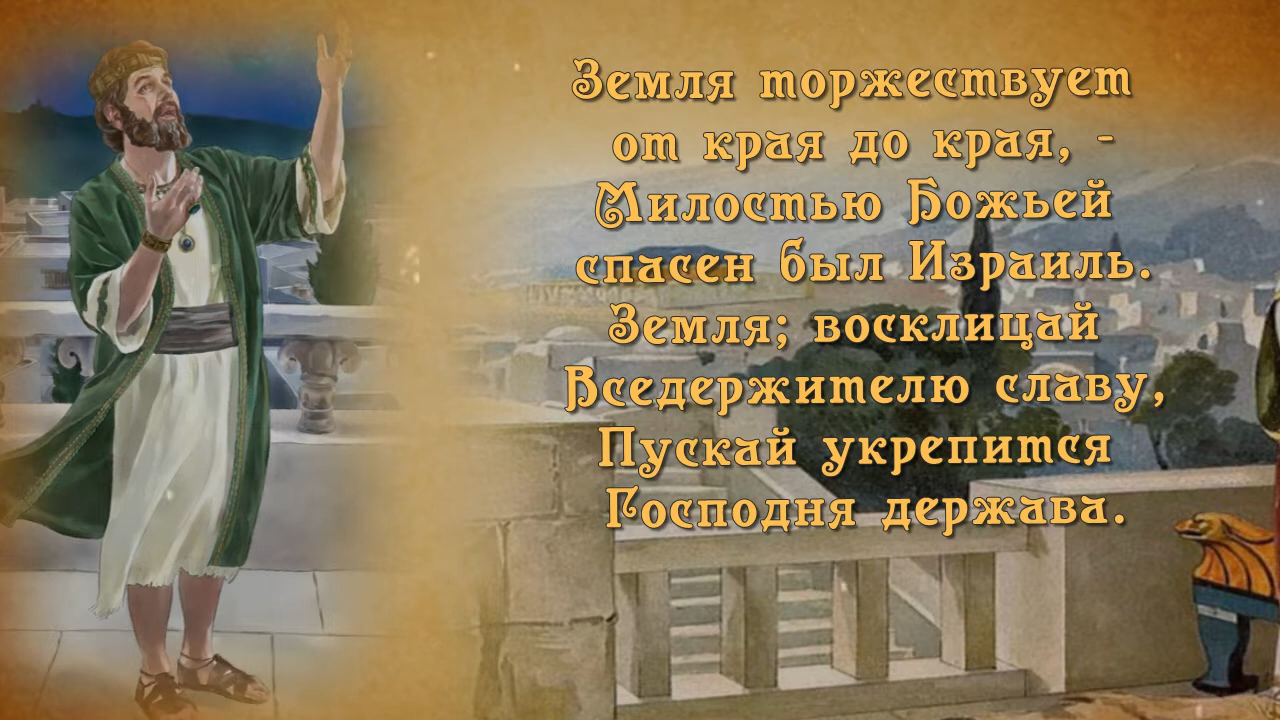 Земля торжествует
от края до края, -
Милостью Божьей
спасен был Израиль.
Земля; восклицай
Вседержителю славу,
Пускай укрепится
Господня держава.